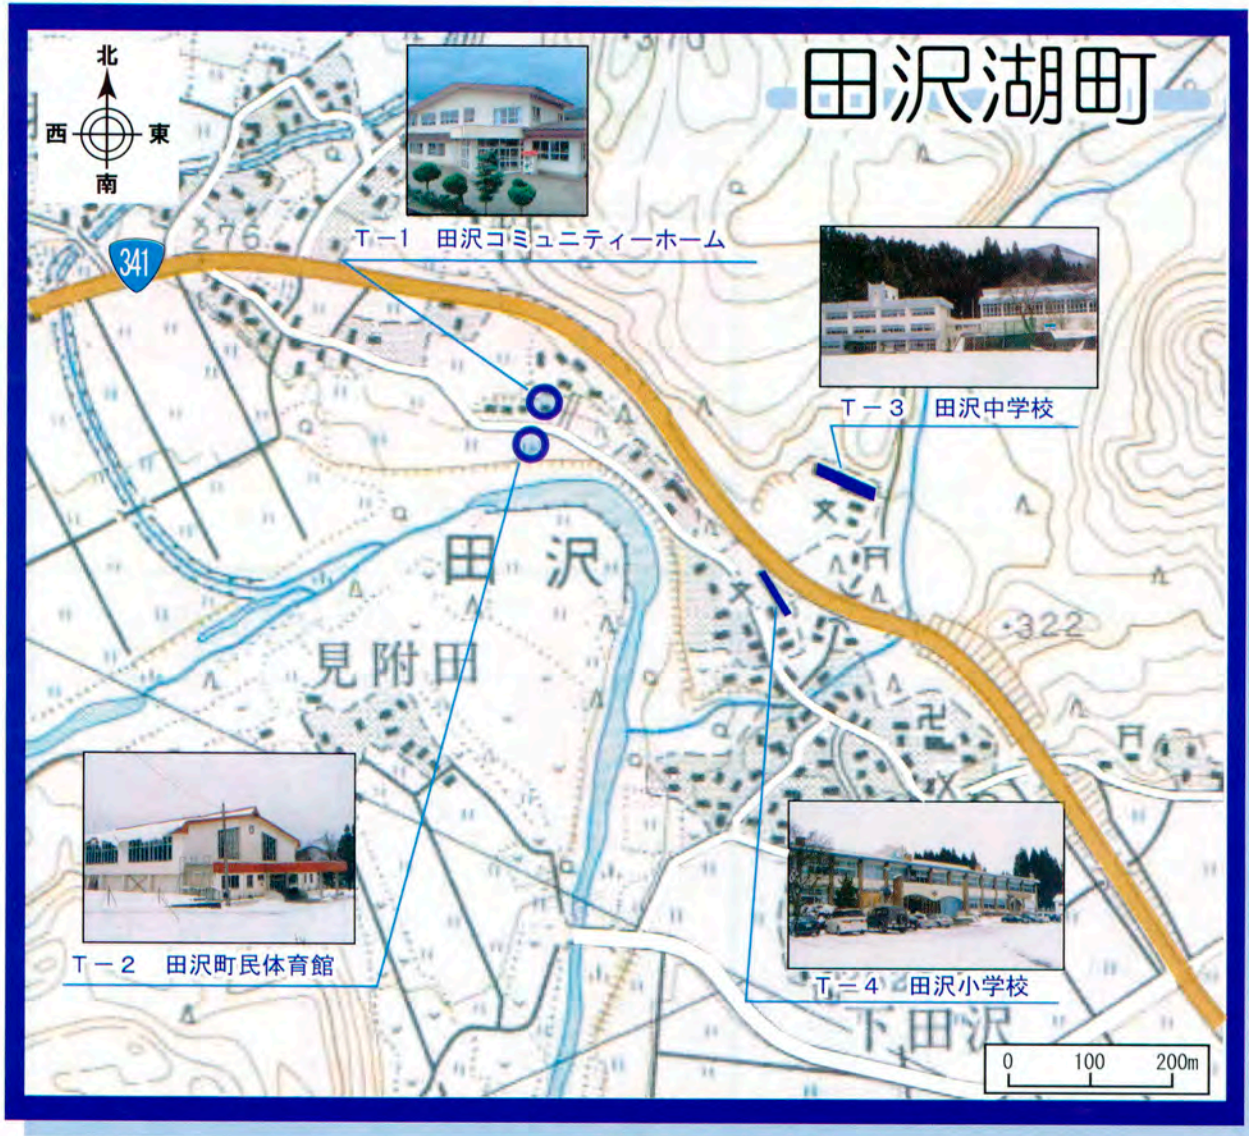 田沢湖町
北
西 東
南
T－1 田沢コミュニティーホーム
276
341
T－3 田沢中学校
文
田沢
文
・322
見附田
T－2 田沢町民体育館
T－4 田沢小学校
下田沢
0 100 200m